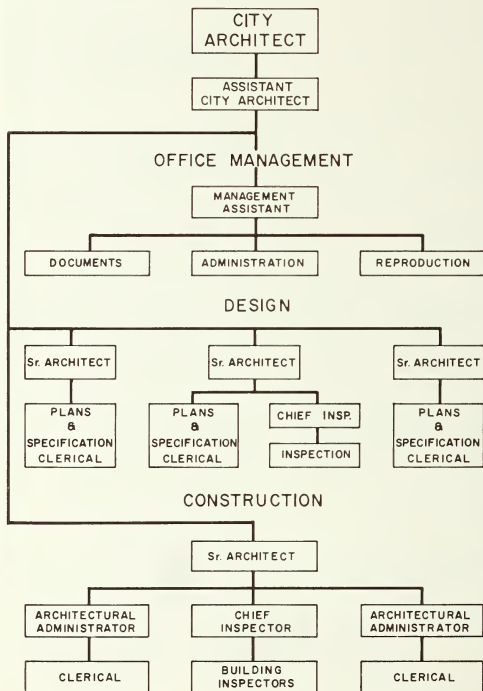 CITY
ARCHITECT
ASSISTANT
CITY ARCHITECT
OFFICE MANAGEMENT
MANAGEMENT
ASSISTANT
DOCUMENTS
ADMINISTRATION
REPRODUCTION
DESIGN
Sr. ARCHITECT
Sr. ARCHITECT
Sr. ARCHITECT
PLANS
&
SPECIFICATION
CLERICAL
PLANS
&
SPECIFICATION
CLERICAL
CHIEF INSP.
INSPECTION
PLANS
&
SPECIFICATION
CLERICAL
CONSTRUCTION
Sr. ARCHITECT
ARCHITECTURAL
ADMINISTRATOR
CHIEF
INSPECTOR
ARCHITECTURAL
ADMINISTRATOR
CLERICAL
BUILDING
INSPECTORS
CLERICAL